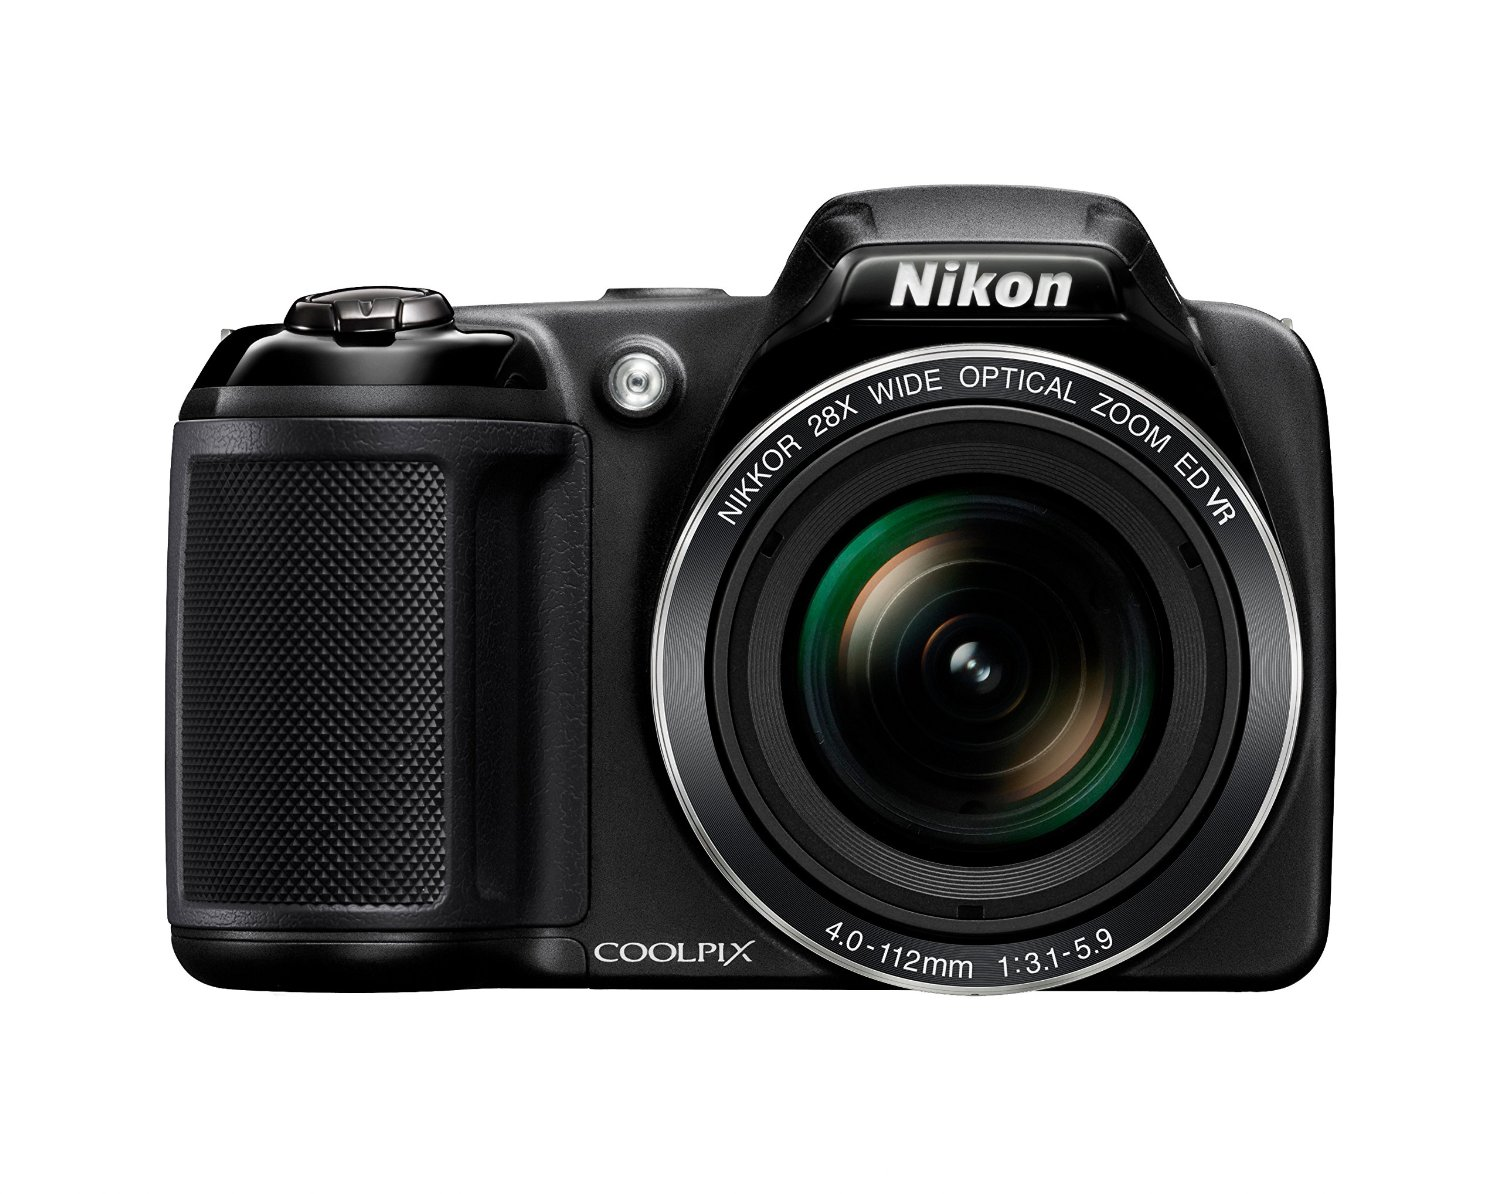 Nikon
NIKKOR 28X WIDE OPTICAL ZOOM ED VR
COOLPIX
4.0-112mm 1:3.1-5.9